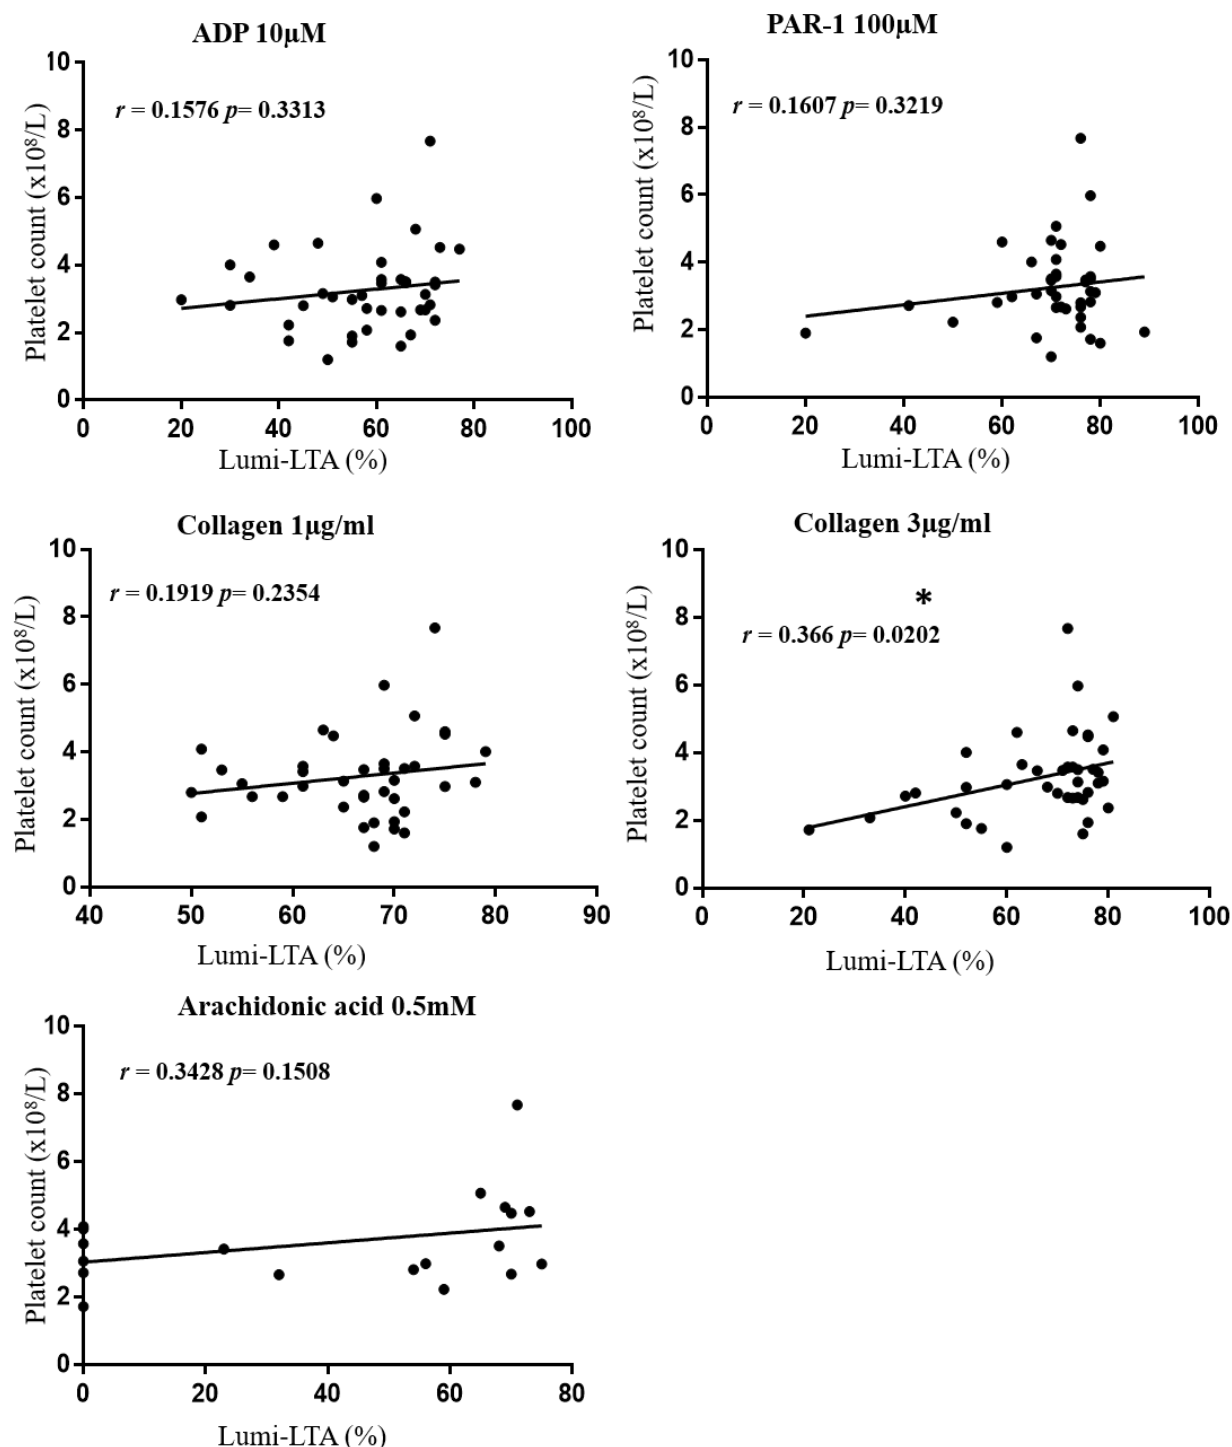 ADP 10μM
r = 0.1576 p= 0.3313
Platelet count (x10⁸/L)
10
8
6
4
2
0
0 20 40 60 80 100
Lumi-LTA (%)
PAR-1 100μM
r = 0.1607 p= 0.3219
Platelet count (x10⁸/L)
10
8
6
4
2
0
0 20 40 60 80 100
Lumi-LTA (%)
Collagen 1μg/ml
r = 0.1919 p= 0.2354
Platelet count (x10⁸/L)
10
8
6
4
2
0
40 50 60 70 80 90
Lumi-LTA (%)
Collagen 3μg/ml
*
r = 0.366 p= 0.0202
Platelet count (x10⁸/L)
10
8
6
4
2
0
0 20 40 60 80 100
Lumi-LTA (%)
Arachidonic acid 0.5mM
r = 0.3428 p= 0.1508
Platelet count (x10⁸/L)
10
8
6
4
2
0
0 20 40 60 80
Lumi-LTA (%)